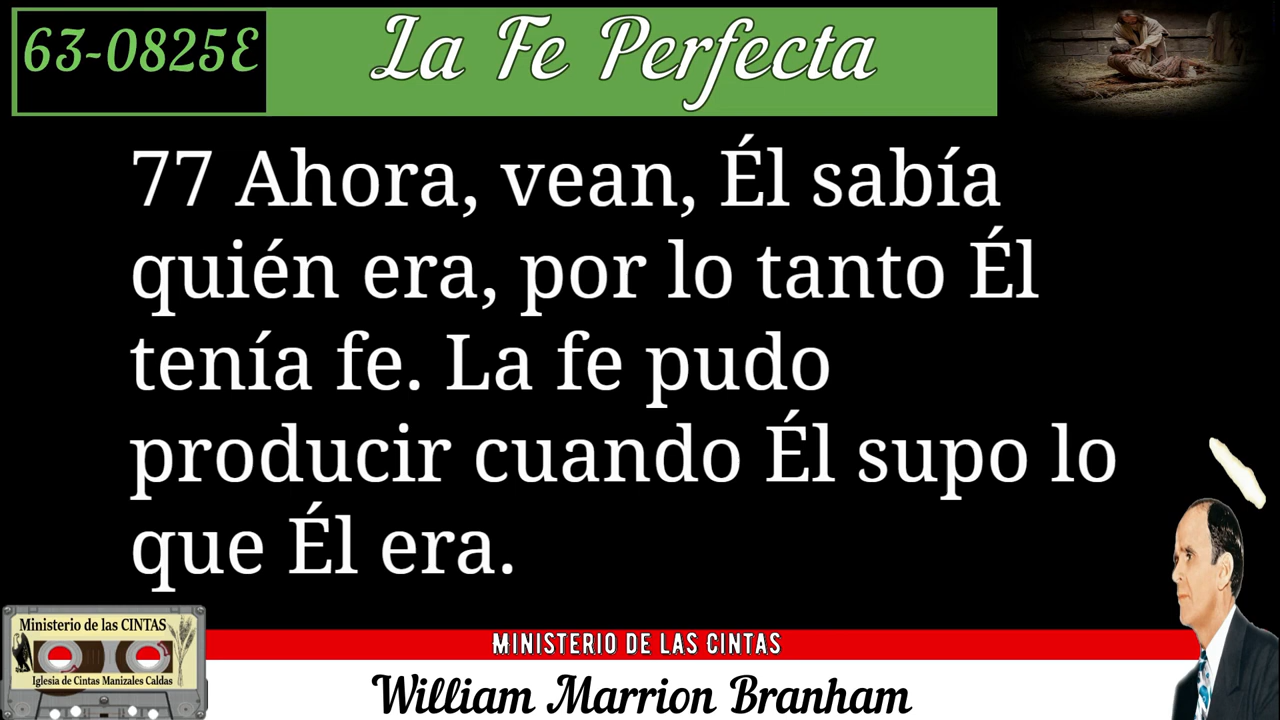 63-0825E
La Fe Perfecta
77 Ahora, vean, Él sabía
quién era, por lo tanto Él
tenía fe. La fe pudo
producir cuando Él supo lo
que Él era.
Ministerio de las CINTAS
Iglesia de Cintas Manizales Caldas
MINISTERIO DE LAS CINTAS
William Marrion Branham